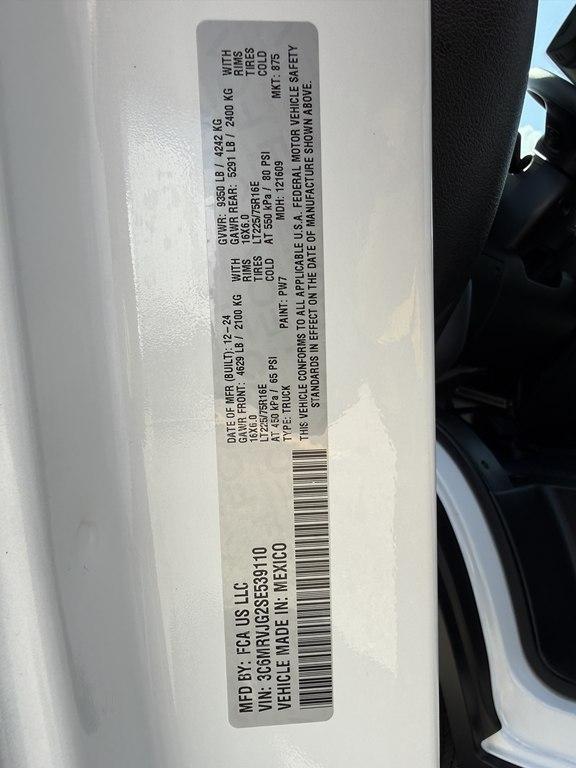 MFD BY: FCA US LLC
VIN: 3C6MRVJG2SE539110
VEHICLE MADE IN: MEXICO
DATE OF MFR (BUILT): 12-24
GAWR FRONT: 4629 LB / 2100 KG WITH
16X6.0 RIMS
LT225/75R16E TIRES
AT 450 kPa / 65 PSI COLD
TYPE: TRUCK PAINT: PW7
GVWR: 9350 LB / 4242 KG
GAWR REAR: 5291 LB / 2400 KG WITH
16X6.0 RIMS
LT225/75R16E TIRES
AT 550 kPa / 80 PSI COLD
MDH: 121609 MKT: 875
THIS VEHICLE CONFORMS TO ALL APPLICABLE U.S.A. FEDERAL MOTOR VEHICLE SAFETY
STANDARDS IN EFFECT ON THE DATE OF MANUFACTURE SHOWN ABOVE.